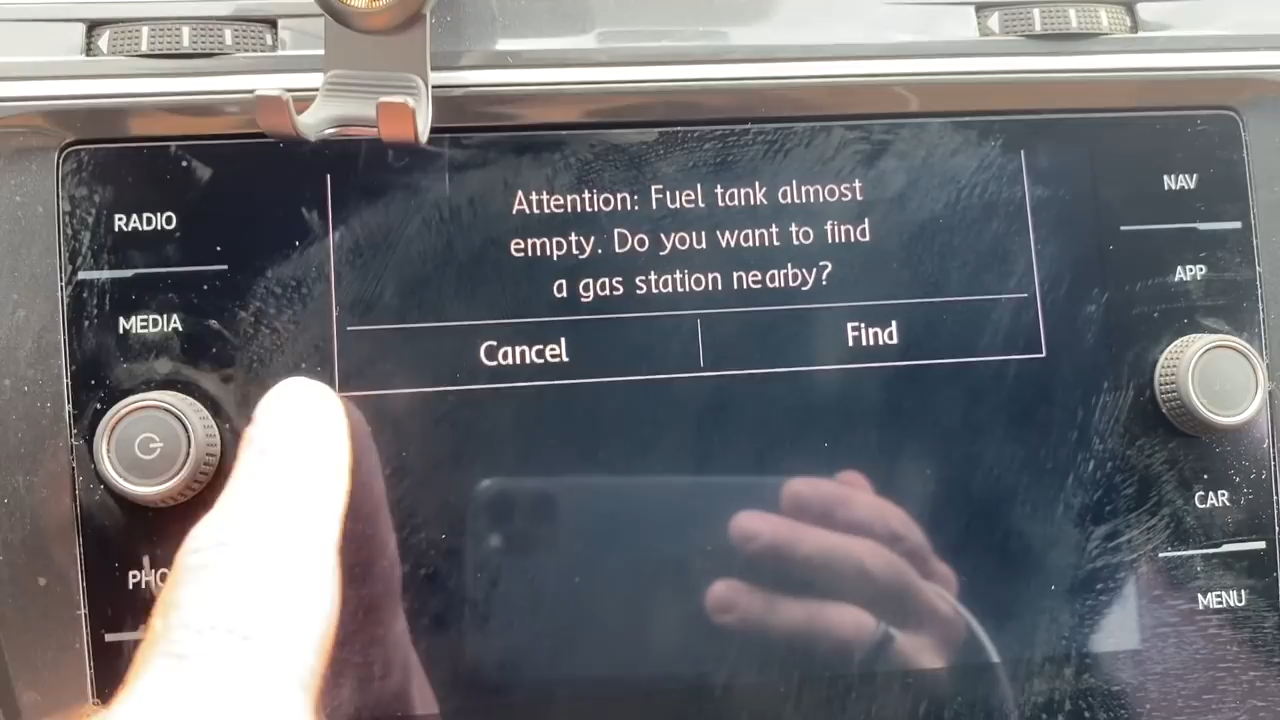 RADIO
MEDIA
Attention: Fuel tank almost
empty. Do you want to find
a gas station nearby?
Cancel
Find
NAV
APP
CAR
MENU